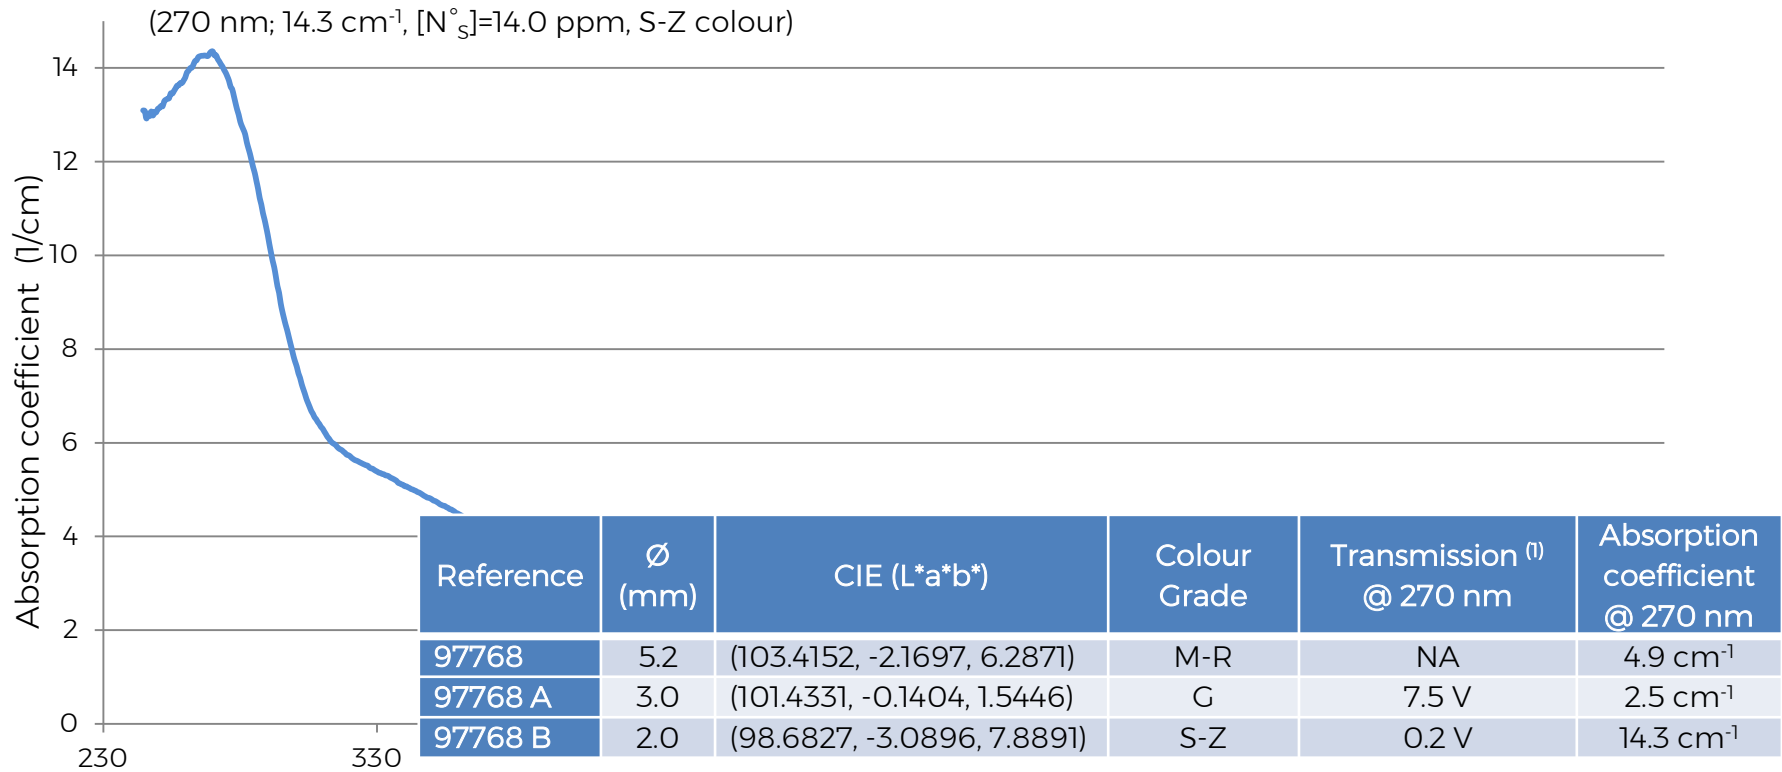 (270 nm; 14.3 cm⁻¹, [N°ₛ]=14.0 ppm, S-Z colour)
Absorption coefficient (1/cm)
14
12
10
8
6
4
2
0
230
330
Reference
Ø
(mm)
CIE (L*a*b*)
Colour
Grade
Transmission ⁽¹⁾
@ 270 nm
Absorption
coefficient
@ 270 nm
97768 5.2 (103.4152, -2.1697, 6.2871) M-R NA 4.9 cm⁻¹
97768 A 3.0 (101.4331, -0.1404, 1.5446) G 7.5 V 2.5 cm⁻¹
97768 B 2.0 (98.6827, -3.0896, 7.8891) S-Z 0.2 V 14.3 cm⁻¹